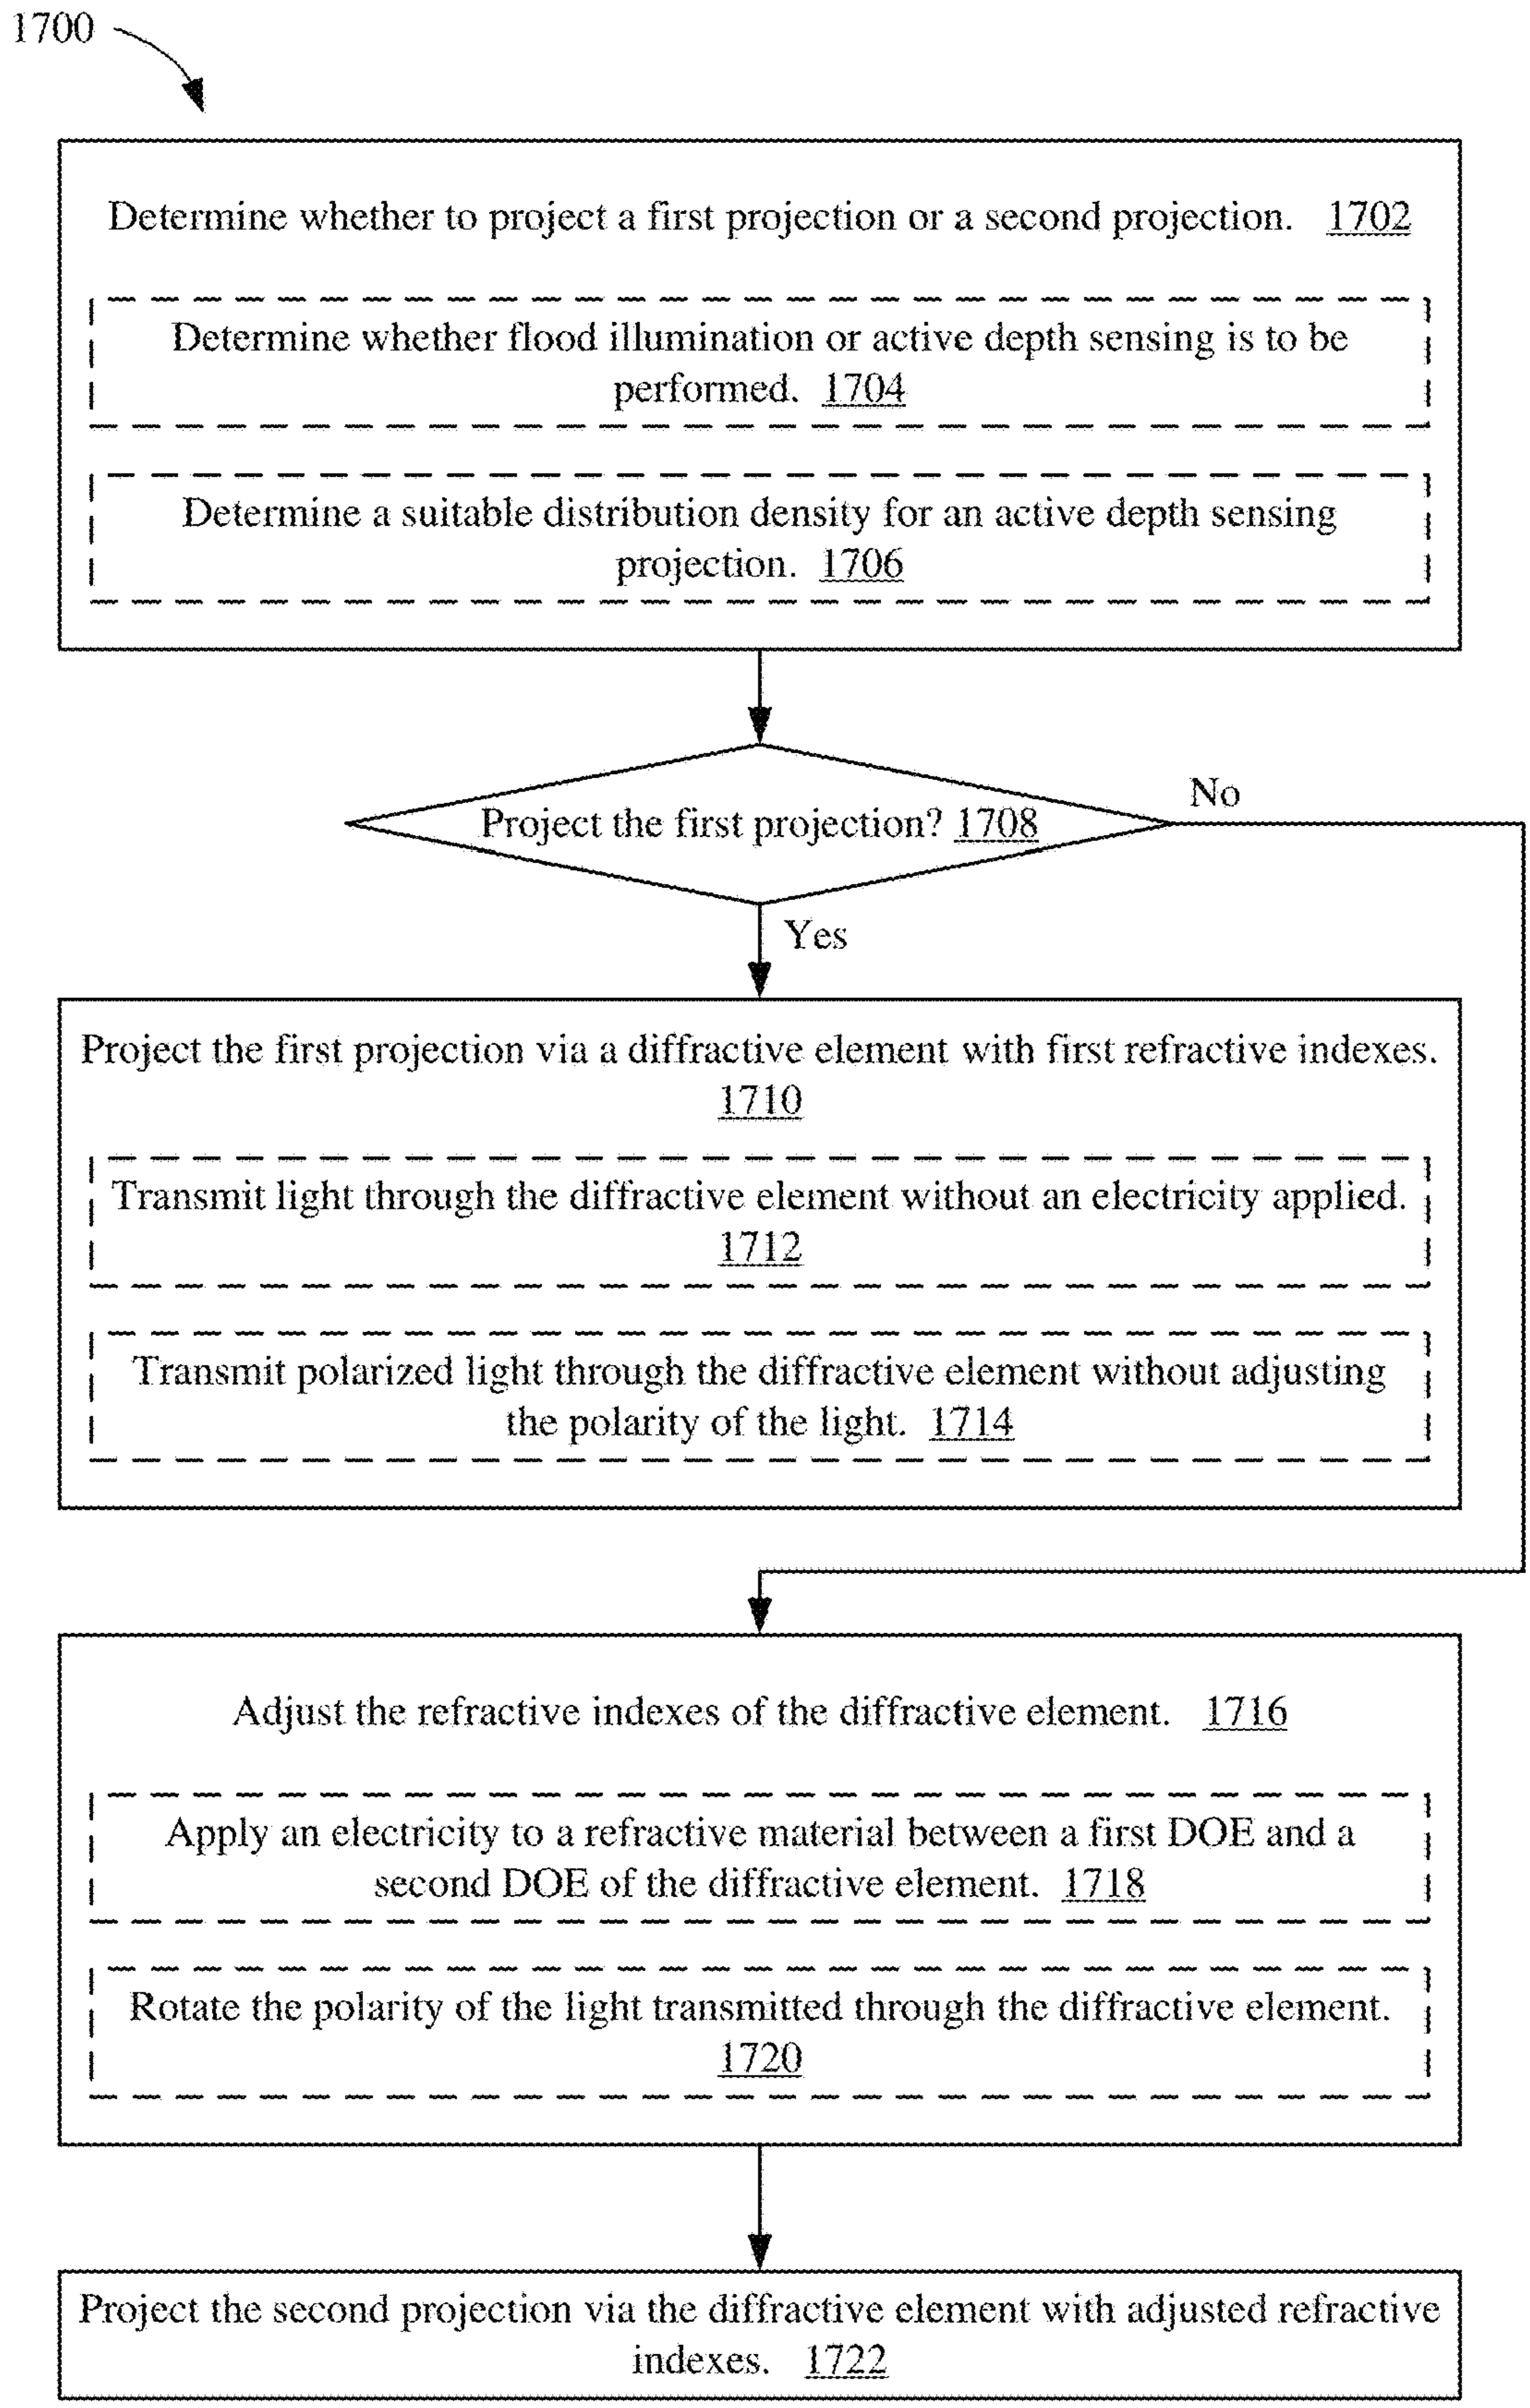 1700
Determine whether to project a first projection or a second projection. 1702
Determine whether flood illumination or active depth sensing is to be
performed. 1704
Determine a suitable distribution density for an active depth sensing
projection. 1706
Project the first projection? 1708
No
Yes
Project the first projection via a diffractive element with first refractive indexes.
1710
Transmit light through the diffractive element without an electricity applied.
1712
Transmit polarized light through the diffractive element without adjusting
the polarity of the light. 1714
Adjust the refractive indexes of the diffractive element. 1716
Apply an electricity to a refractive material between a first DOE and a
second DOE of the diffractive element. 1718
Rotate the polarity of the light transmitted through the diffractive element.
1720
Project the second projection via the diffractive element with adjusted refractive
indexes. 1722